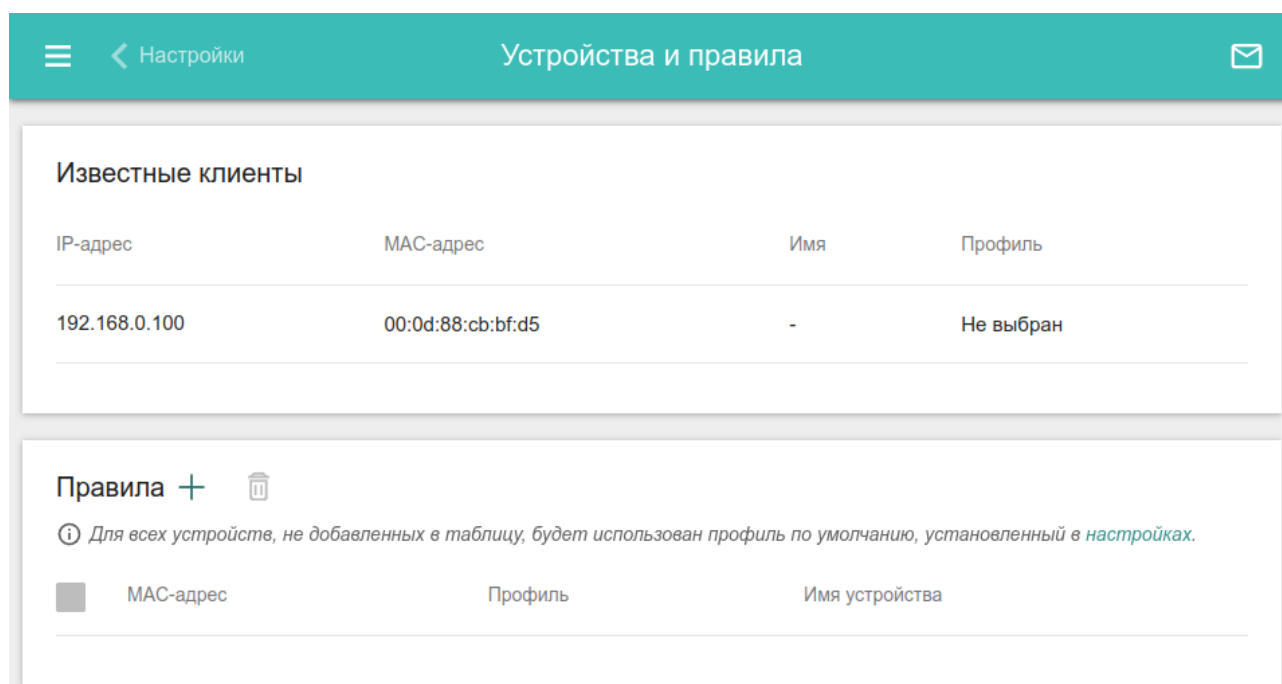 Настройки
Устройства и правила
Известные клиенты
IP-адрес MAC-адрес Имя Профиль
192.168.0.100 00:0d:88:cb:bf:d5 - Не выбран
Правила
Для всех устройств, не добавленных в таблицу, будет использован профиль по умолчанию, установленный в настройках.
MAC-адрес Профиль Имя устройства